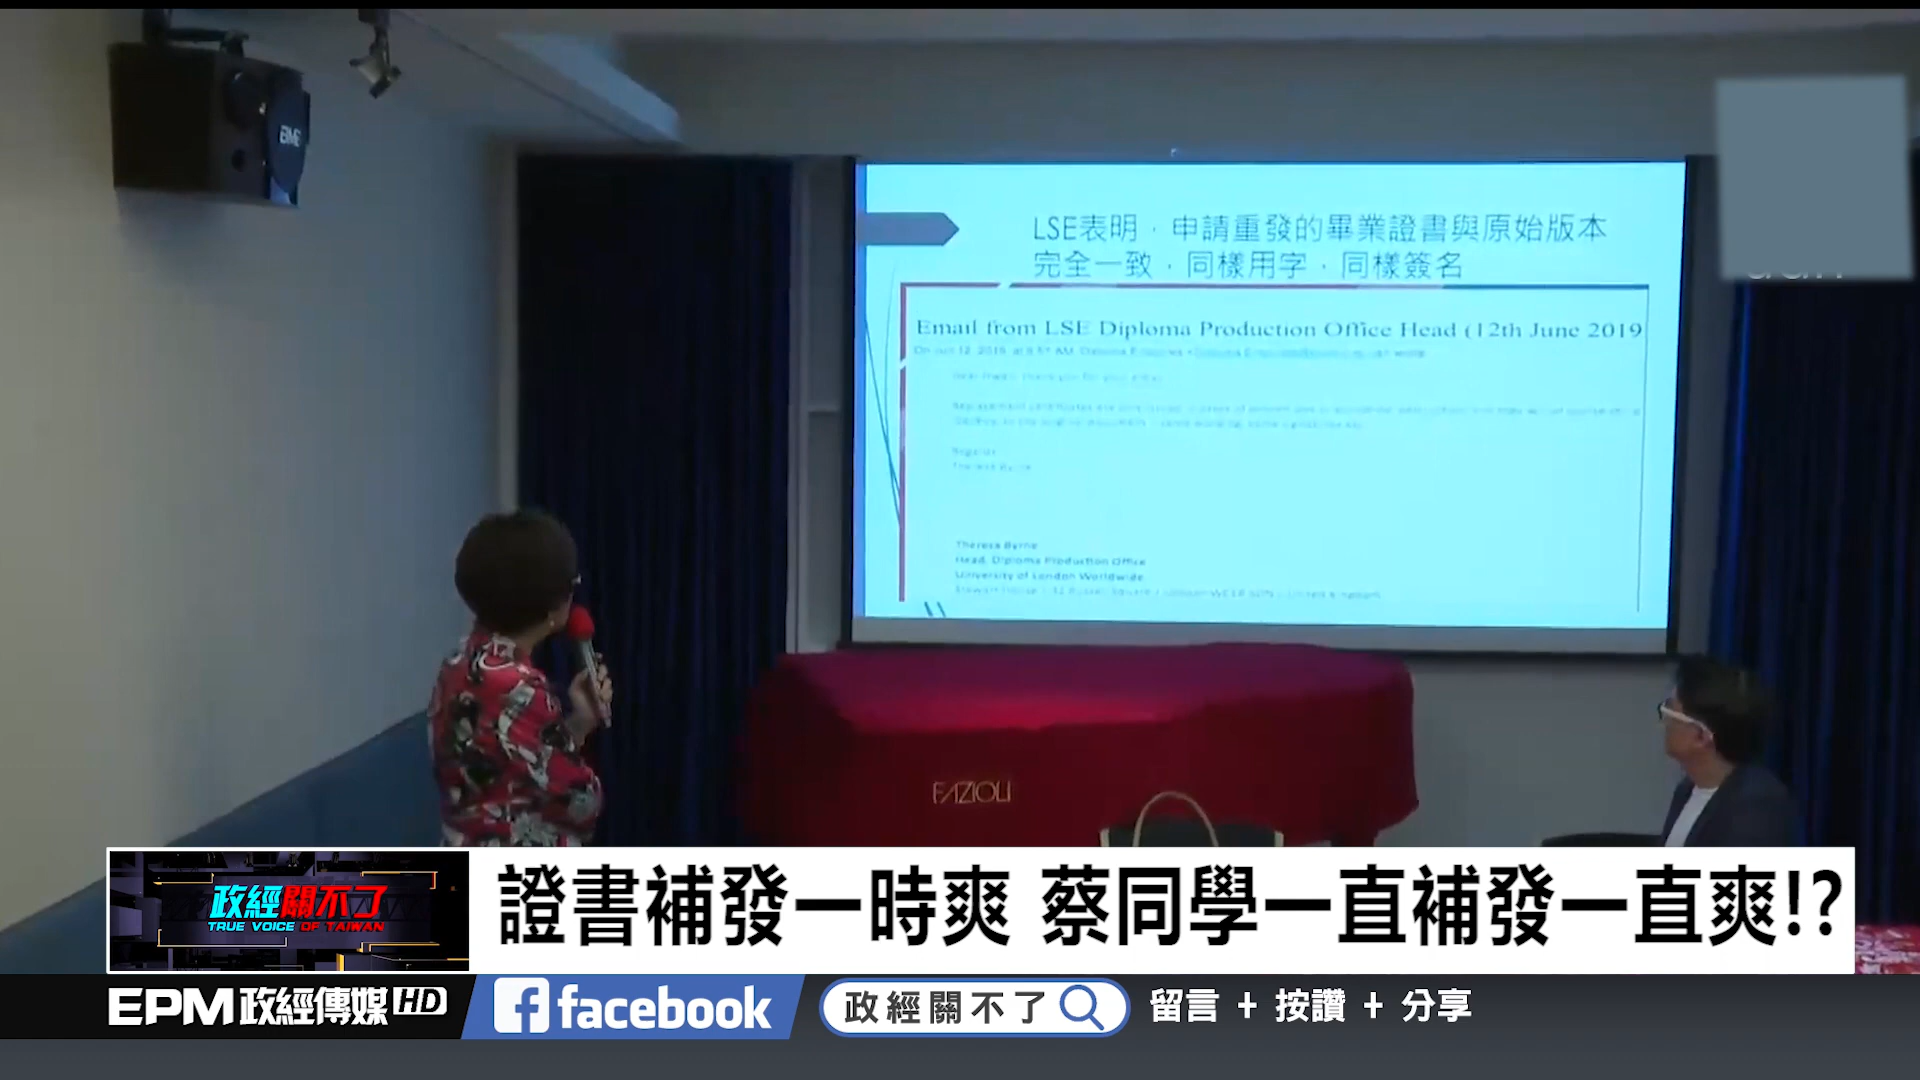 BMB
LSE表明，申請重發的畢業證書與原始版本
完全一致，同樣用字，同樣簽名
Email from LSE Diploma Production Office Head (12th June 2019
Regards
Theresa Byrne
Theresa Byrne
Head, Diploma Production Office
University of London Worldwide
FAZIOLI
政經關不了
TRUE VOICE OF TAIWAN
證書補發一時爽 蔡同學一直補發一直爽!?
EPM政經傳媒HD
facebook
政經關不了
留言 + 按讚 + 分享